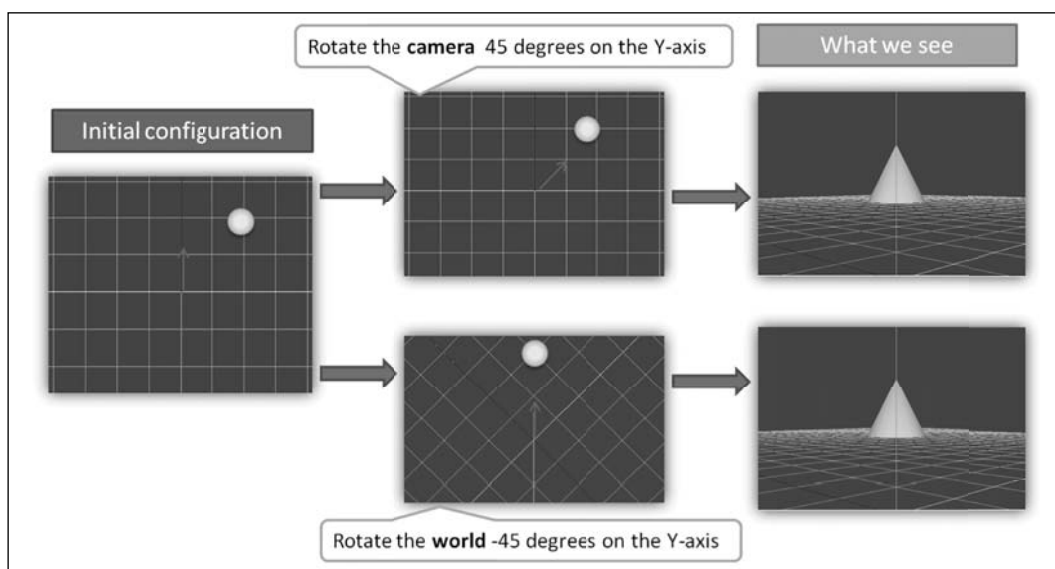 Rotate the camera 45 degrees on the Y-axis
What we see
Initial configuration
Rotate the world -45 degrees on the Y-axis